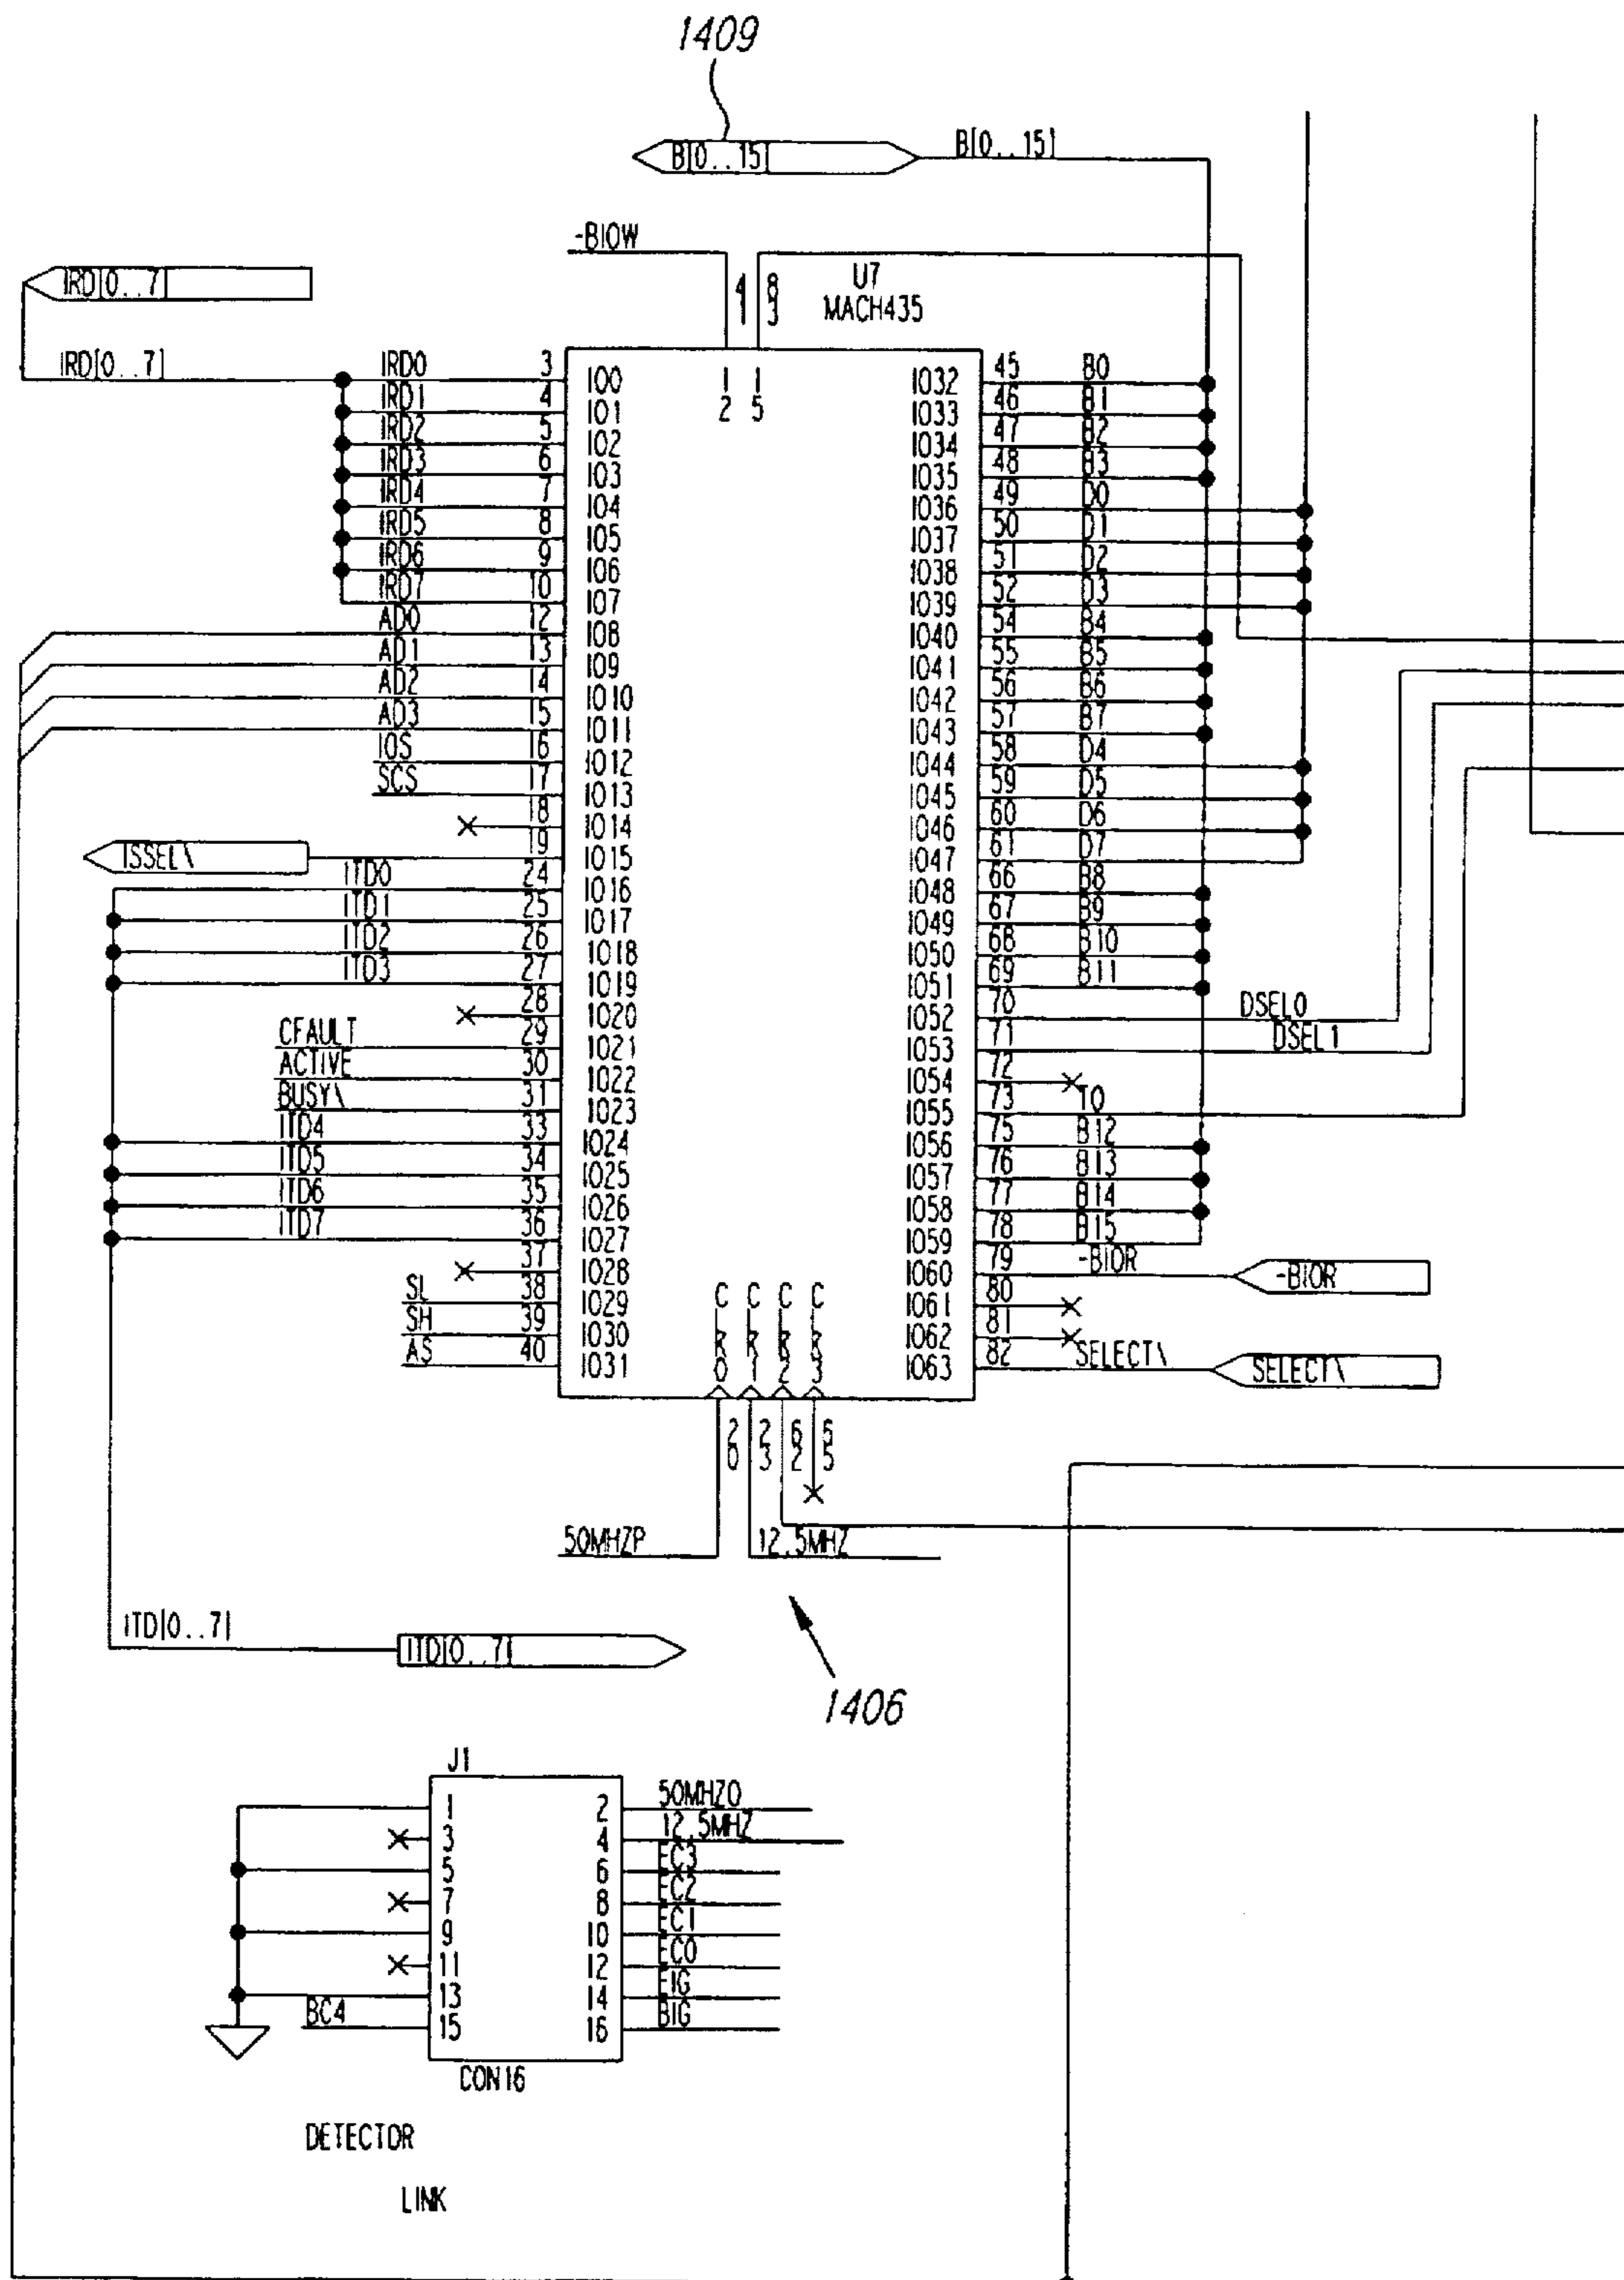 1409
B[0..15]
B[0..15]
-BIOW
IRD[0..7]
U7
MACH435
41
83
IRD[0..7]
I2
I5
IRD0 3 IO0
IRD1 4 IO1
IRD2 5 IO2
IRD3 6 IO3
IRD4 7 IO4
IRD5 8 IO5
IRD6 9 IO6
IRD7 10 IO7
AD0 12 IO8
AD1 13 IO9
AD2 14 IO10
AD3 15 IO11
IOS 16 IO12
SCS 17 IO13
18 IO14
ISSEL\ 19 IO15
ITD0 24 IO16
ITD1 25 IO17
ITD2 26 IO18
ITD3 27 IO19
28 IO20
CFAULT 29 IO21
ACTIVE 30 IO22
BUSY\ 31 IO23
ITD4 33 IO24
ITD5 34 IO25
ITD6 35 IO26
ITD7 36 IO27
37 IO28
SL 38 IO29
SH 39 IO30
AS 40 IO31
IO32 45 B0
IO33 46 B1
IO34 47 B2
IO35 48 B3
IO36 49 D0
IO37 50 D1
IO38 51 D2
IO39 52 D3
IO40 54 B4
IO41 55 B5
IO42 56 B6
IO43 57 B7
IO44 58 D4
IO45 59 D5
IO46 60 D6
IO47 61 D7
IO48 66 B8
IO49 67 B9
IO50 68 B10
IO51 69 B11
IO52 70 DSEL0
IO53 71 DSEL1
IO54 72
IO55 73 TO
IO56 75 B12
IO57 76 B13
IO58 77 B14
IO59 78 B15
IO60 79 -BIOR -BIOR
IO61 80
IO62 81
IO63 82 SELECT\ SELECT\
CLK0 CLK1 CLK2 CLK3
20 23 62 65
50MHZP
12.5MHZ
ITD[0..7]
ITD[0..7]
1406
J1
1 2 50MHZO
3 4 12.5MHZ
5 6 EC3
7 8 EC2
9 10 EC1
11 12 EC0
13 14 EIG
BC4 15 16 BIG
CON16
DETECTOR
LINK